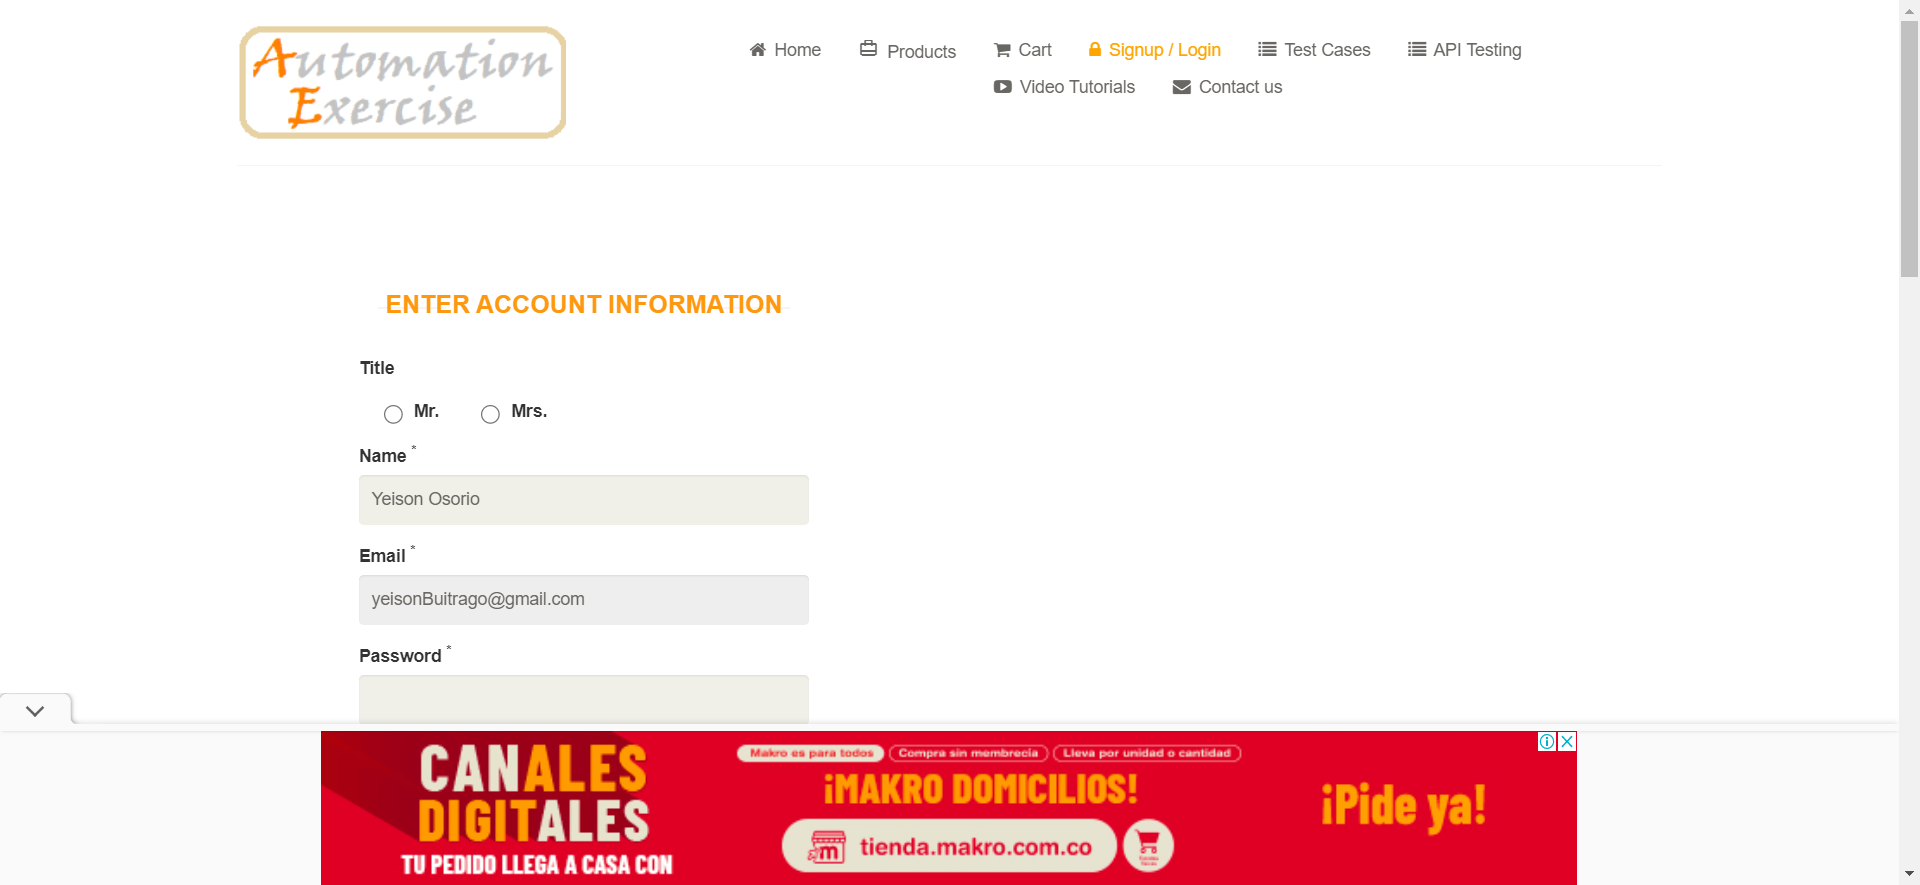 Automation
Exercise
Home
Products
Cart
Signup / Login
Test Cases
API Testing
Video Tutorials
Contact us
ENTER ACCOUNT INFORMATION
Title
Mr.
Mrs.
Name *
Yeison Osorio
Email *
yeisonBuitrago@gmail.com
Password *
CANALES
DIGITALES
TU PEDIDO LLEGA A CASA CON
Makro es para todos
Compra sin membrecía
Lleva por unidad o cantidad
¡MAKRO DOMICILIOS!
m
tienda.makro.com.co
¡Pide ya!